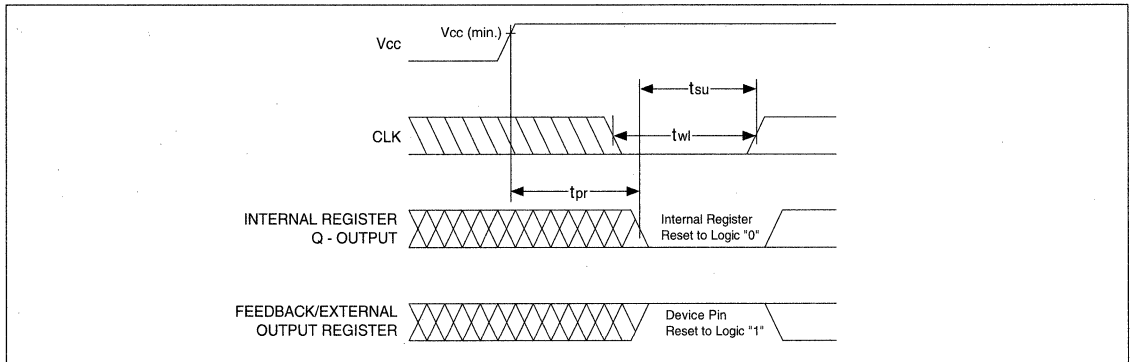 Vcc
Vcc (min.)
tsu
CLK
twl
tpr
INTERNAL REGISTER
Q - OUTPUT
Internal Register
Reset to Logic "0"
FEEDBACK/EXTERNAL
OUTPUT REGISTER
Device Pin
Reset to Logic "1"